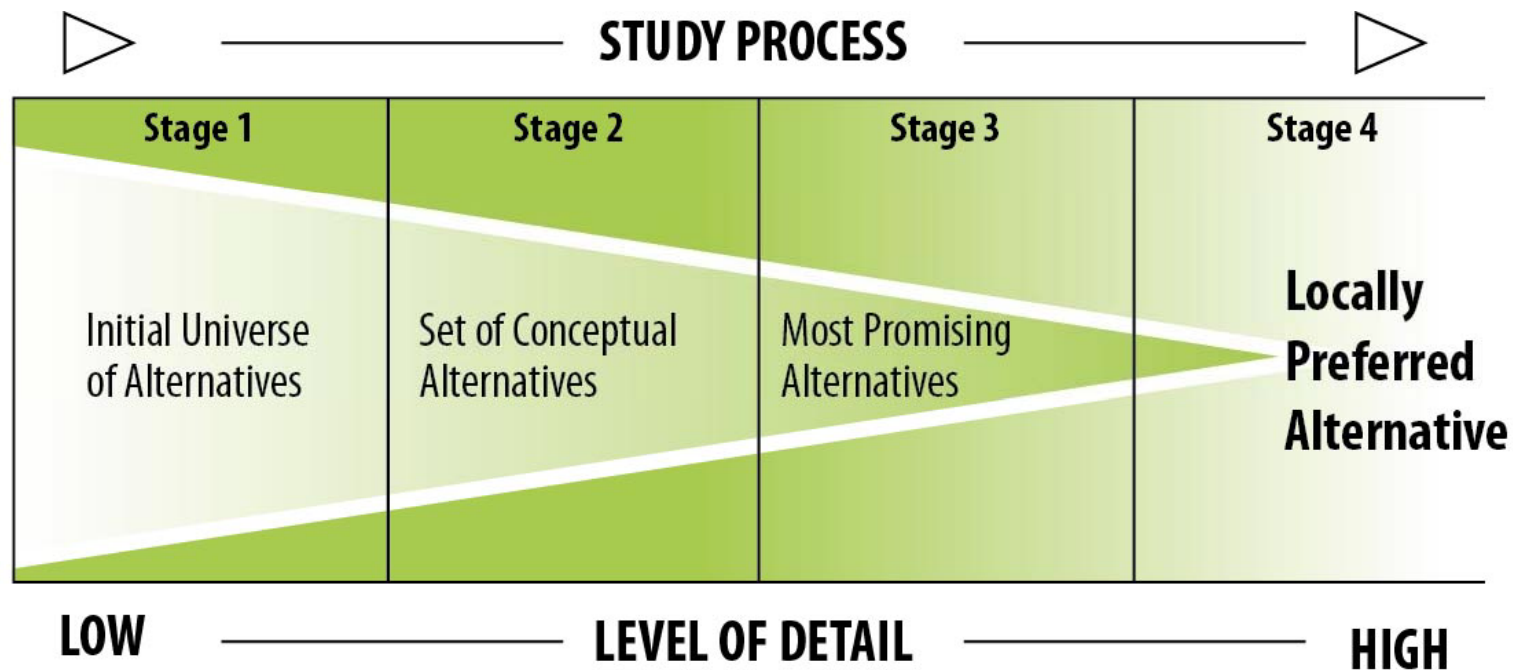 STUDY PROCESS
Stage 1
Stage 2
Stage 3
Stage 4
Initial Universe
of Alternatives
Set of Conceptual
Alternatives
Most Promising
Alternatives
Locally
Preferred
Alternative
LOW
LEVEL OF DETAIL
HIGH